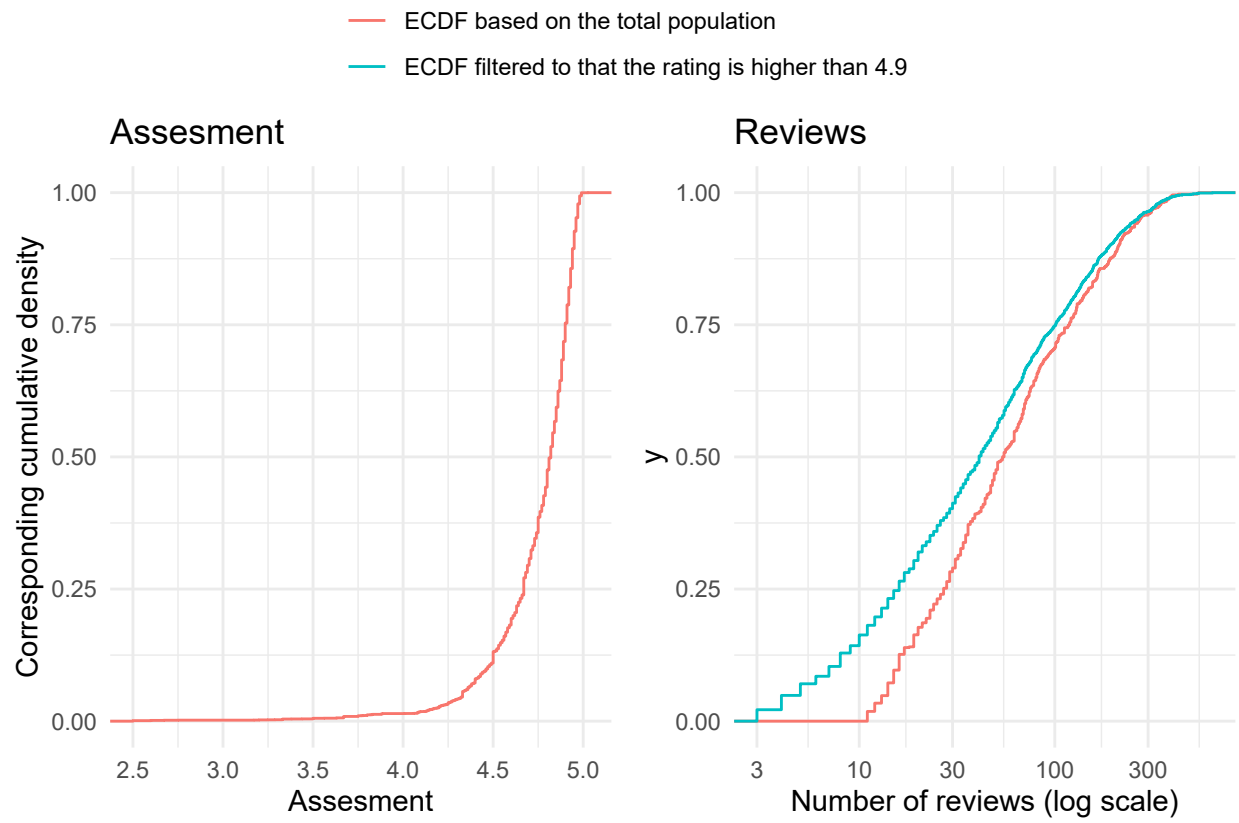 ECDF based on the total population
ECDF filtered to that the rating is higher than 4.9
Assesment
Corresponding cumulative density
1.00
0.75
0.50
0.25
0.00
2.5 3.0 3.5 4.0 4.5 5.0
Assesment
Reviews
y
1.00
0.75
0.50
0.25
0.00
3 10 30 100 300
Number of reviews (log scale)